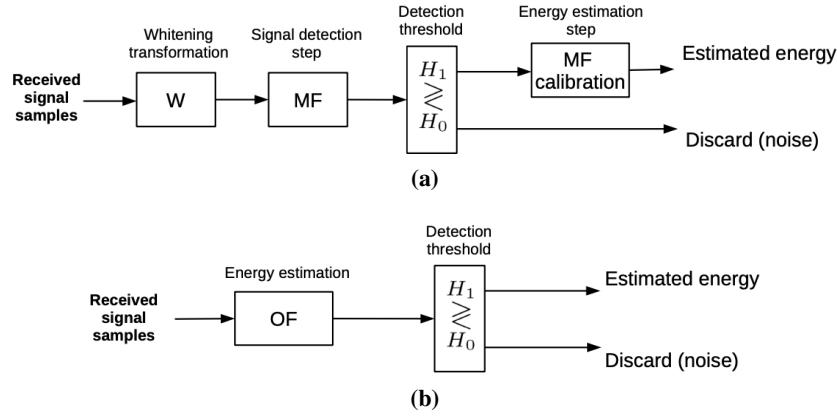 Whitening
transformation
Signal detection
step
Detection
threshold
Energy estimation
step
Received
signal
samples
W
MF
H₁
≷
H₀
MF
calibration
Estimated energy
Discard (noise)
(a)
Energy estimation
Detection
threshold
Received
signal
samples
OF
H₁
≷
H₀
Estimated energy
Discard (noise)
(b)